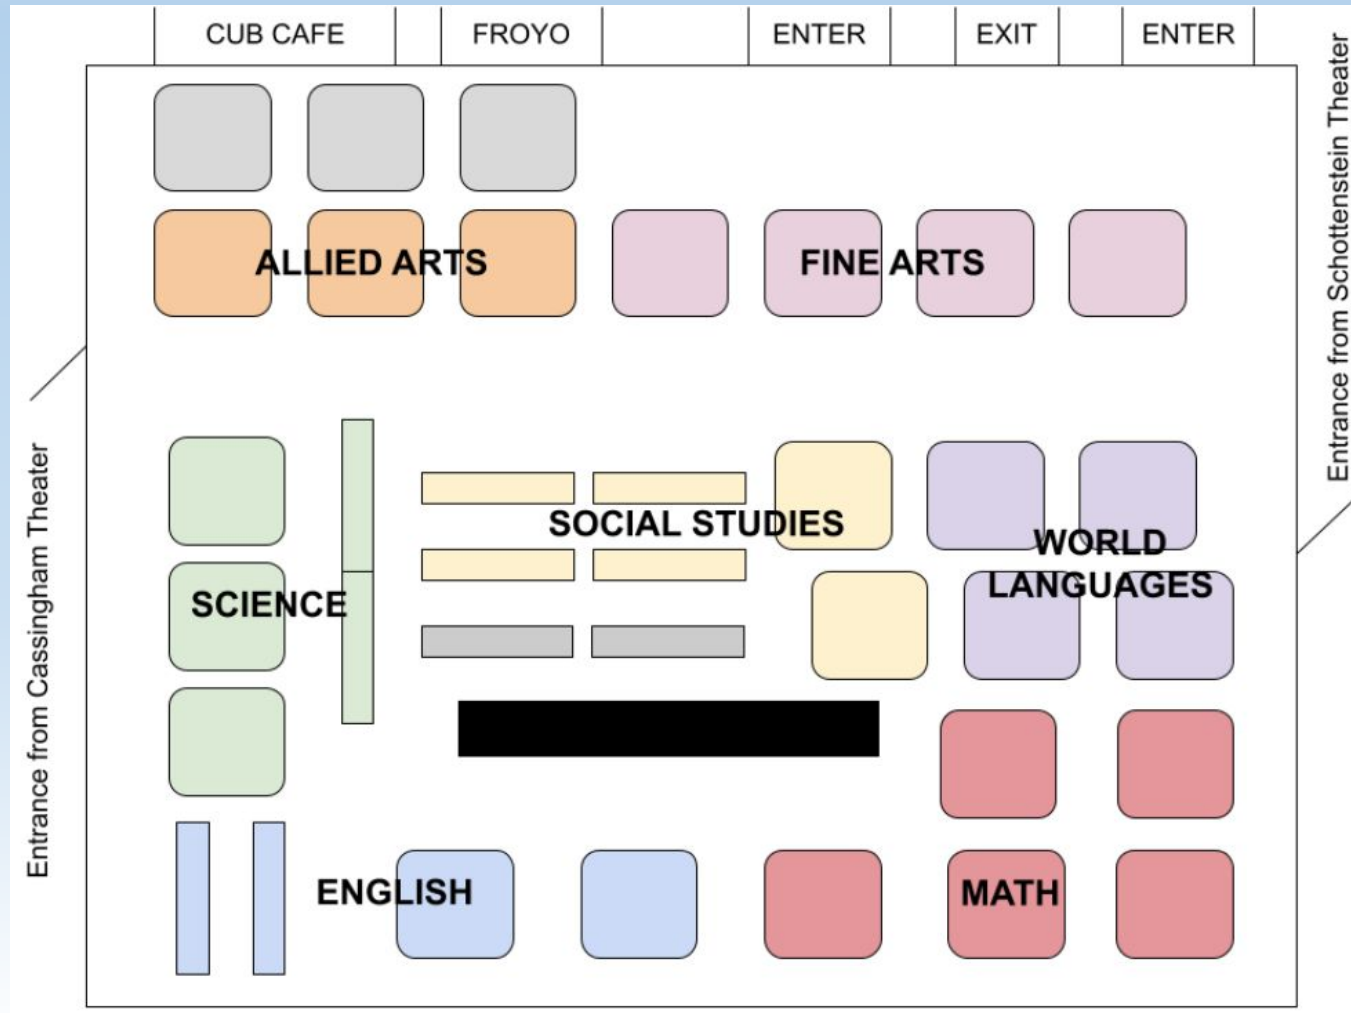 CUB CAFE
FROYO
ENTER
EXIT
ENTER
Entrance from Schottenstein Theater
ALLIED ARTS
FINE ARTS
Entrance from Cassingham Theater
SOCIAL STUDIES
WORLD
LANGUAGES
SCIENCE
ENGLISH
MATH